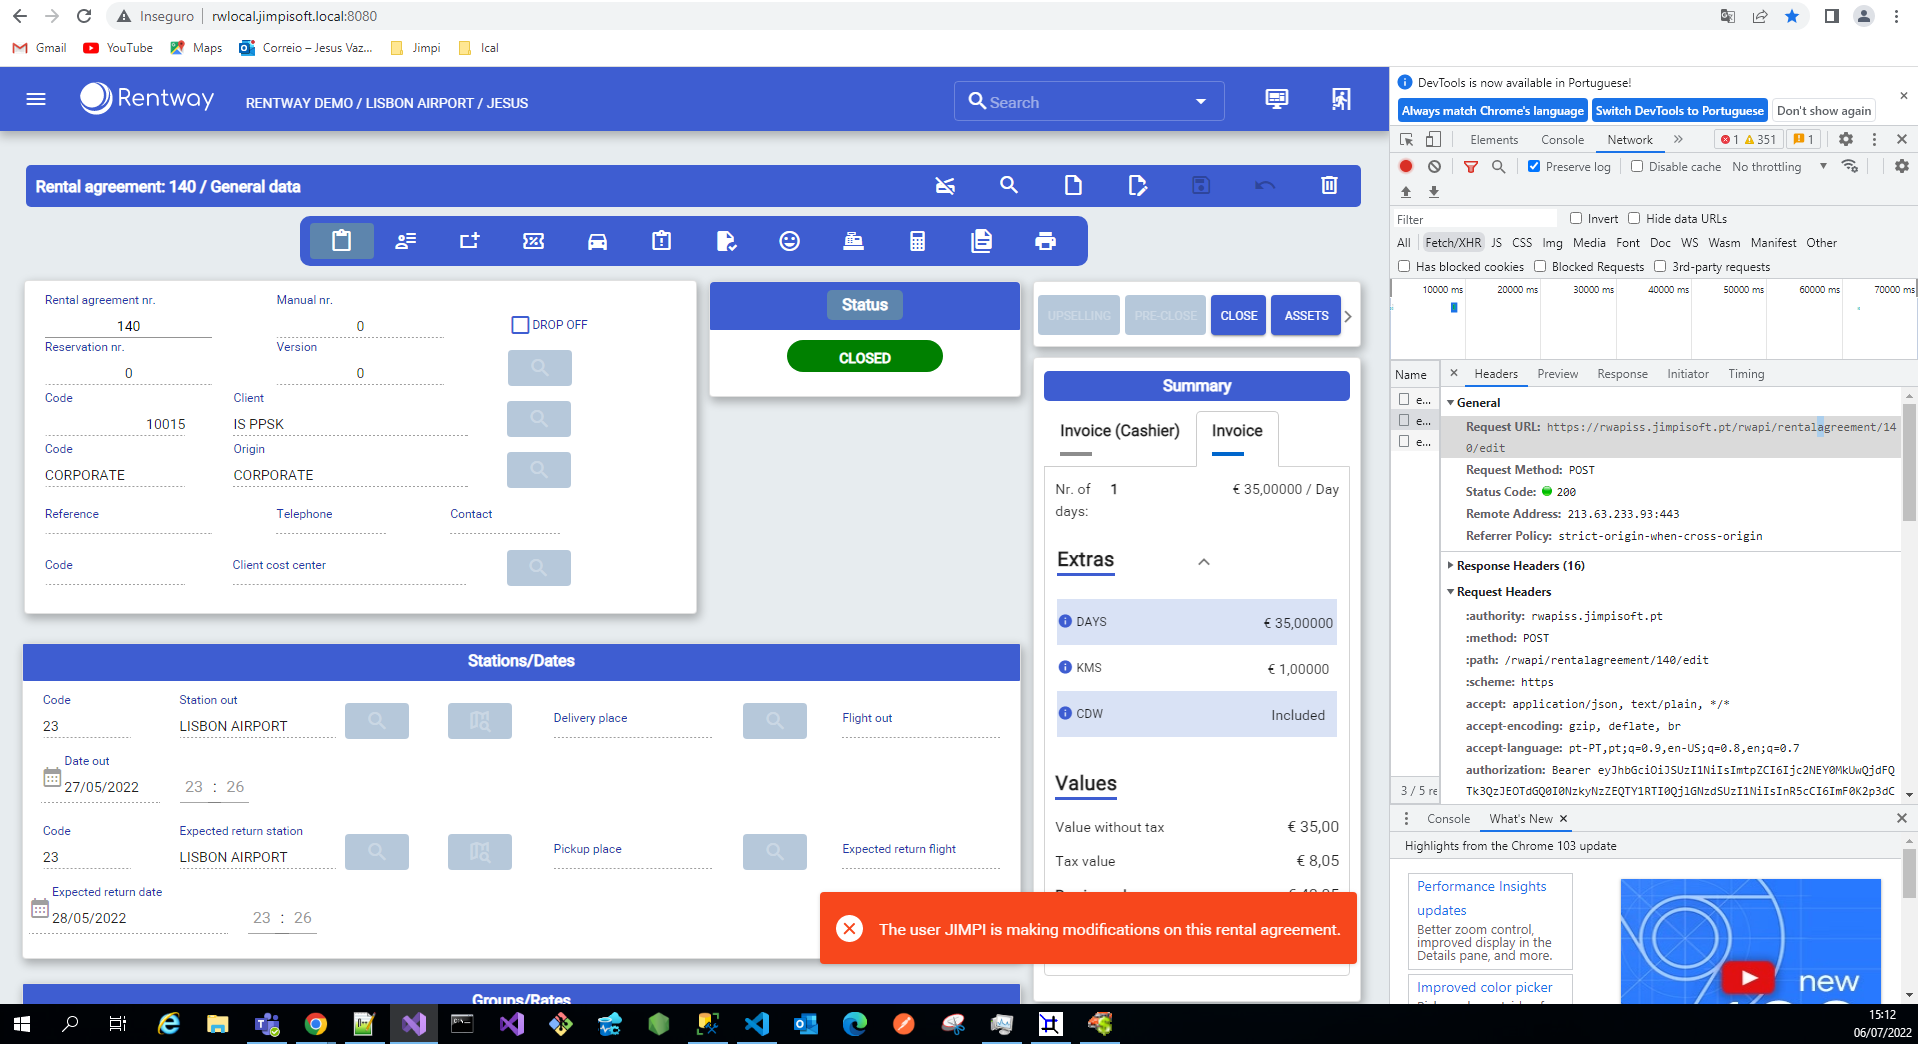 Inseguro
rwlocal.jimpisoft.local:8080
Gmail
YouTube
Maps
Correio – Jesus Vaz...
Jimpi
Ical
Rentway
RENTWAY DEMO / LISBON AIRPORT / JESUS
Search
Rental agreement: 140 / General data
Rental agreement nr.
Manual nr.
140
0
DROP OFF
Reservation nr.
Version
0
0
Code
Client
10015
IS PPSK
Code
Origin
CORPORATE
CORPORATE
Reference
Telephone
Contact
Code
Client cost center
Status
CLOSED
UPSELLING
PRE-CLOSE
CLOSE
ASSETS
Summary
Invoice (Cashier)
Invoice
Nr. of days:
1
€ 35,00000 / Day
Extras
DAYS
€ 35,00000
KMS
€ 1,00000
CDW
Included
Values
Value without tax
€ 35,00
Tax value
€ 8,05
Stations/Dates
Code
Station out
23
LISBON AIRPORT
Delivery place
Flight out
Date out
27/05/2022
23 : 26
Code
Expected return station
23
LISBON AIRPORT
Pickup place
Expected return flight
Expected return date
28/05/2022
23 : 26
The user JIMPI is making modifications on this rental agreement.
Groups/Rates
DevTools is now available in Portuguese!
Always match Chrome's language
Switch DevTools to Portuguese
Don't show again
Elements
Console
Network
1
351
1
Preserve log
Disable cache
No throttling
Filter
Invert
Hide data URLs
All
Fetch/XHR
JS
CSS
Img
Media
Font
Doc
WS
Wasm
Manifest
Other
Has blocked cookies
Blocked Requests
3rd-party requests
10000 ms
20000 ms
30000 ms
40000 ms
50000 ms
60000 ms
70000 ms
Name
e...
e...
e...
3 / 5 re
Headers
Preview
Response
Initiator
Timing
General
Request URL: https://rwapiss.jimpisoft.pt/rwapi/rentalagreement/14
0/edit
Request Method: POST
Status Code: 200
Remote Address: 213.63.233.93:443
Referrer Policy: strict-origin-when-cross-origin
Response Headers (16)
Request Headers
:authority: rwapiss.jimpisoft.pt
:method: POST
:path: /rwapi/rentalagreement/140/edit
:scheme: https
accept: application/json, text/plain, */*
accept-encoding: gzip, deflate, br
accept-language: pt-PT,pt;q=0.9,en-US;q=0.8,en;q=0.7
authorization: Bearer
Console
What's New
Highlights from the Chrome 103 update
Performance Insights
updates
Better zoom control,
improved display in the
Details pane, and more.
Improved color picker
new
15:12
06/07/2022